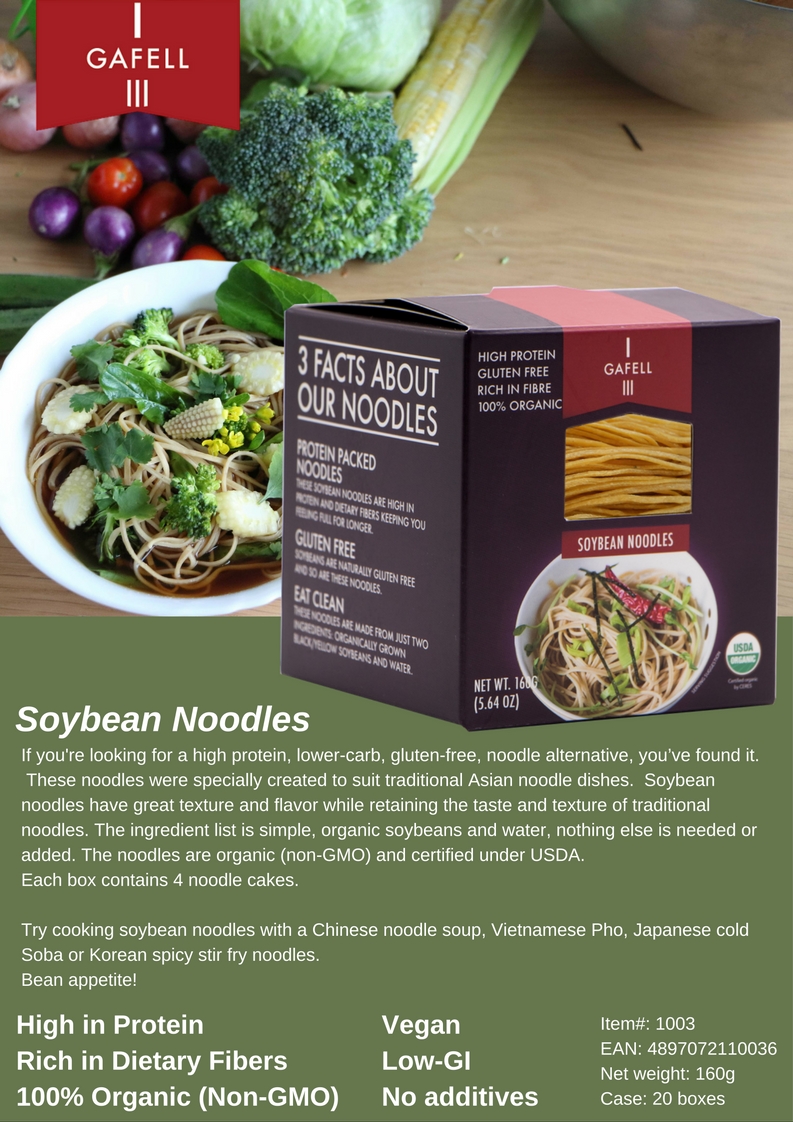 GAFELL
3 FACTS ABOUT
OUR NOODLES
PROTEIN PACKED
NOODLES
THESE SOYBEAN NOODLES ARE HIGH IN
PROTEIN AND DIETARY FIBERS KEEPING YOU
FEELING FULL FOR LONGER.
GLUTEN FREE
SOYBEANS ARE NATURALLY GLUTEN FREE
AND SO ARE THESE NOODLES.
EAT CLEAN
THESE NOODLES ARE MADE FROM JUST TWO
INGREDIENTS: ORGANICALLY GROWN
BLACK/YELLOW SOYBEANS AND WATER.
HIGH PROTEIN
GLUTEN FREE
RICH IN FIBRE
100% ORGANIC
GAFELL
SOYBEAN NOODLES
NET WT. 160G
(5.64 OZ)
SERVING SUGGESTION
USDA
ORGANIC
Certified organic
by CERES
Soybean Noodles
If you're looking for a high protein, lower-carb, gluten-free, noodle alternative, you’ve found it.
These noodles were specially created to suit traditional Asian noodle dishes. Soybean
noodles have great texture and flavor while retaining the taste and texture of traditional
noodles. The ingredient list is simple, organic soybeans and water, nothing else is needed or
added. The noodles are organic (non-GMO) and certified under USDA.
Each box contains 4 noodle cakes.
Try cooking soybean noodles with a Chinese noodle soup, Vietnamese Pho, Japanese cold
Soba or Korean spicy stir fry noodles.
Bean appetite!
High in Protein
Rich in Dietary Fibers
100% Organic (Non-GMO)
Vegan
Low-GI
No additives
Item#: 1003
EAN: 4897072110036
Net weight: 160g
Case: 20 boxes